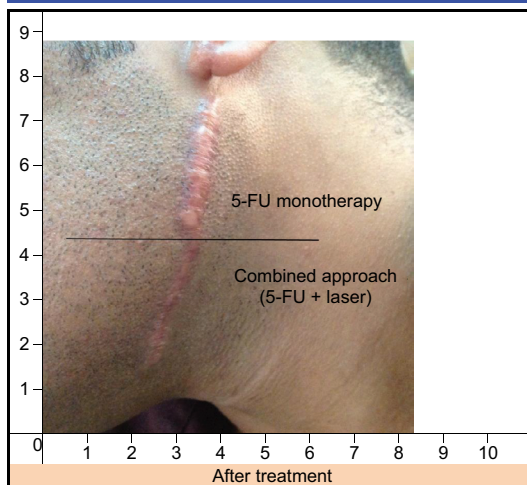 9
8
7
6
5
4
3
2
1
0
1 2 3 4 5 6 7 8 9 10
5-FU monotherapy
Combined approach
(5-FU + laser)
After treatment